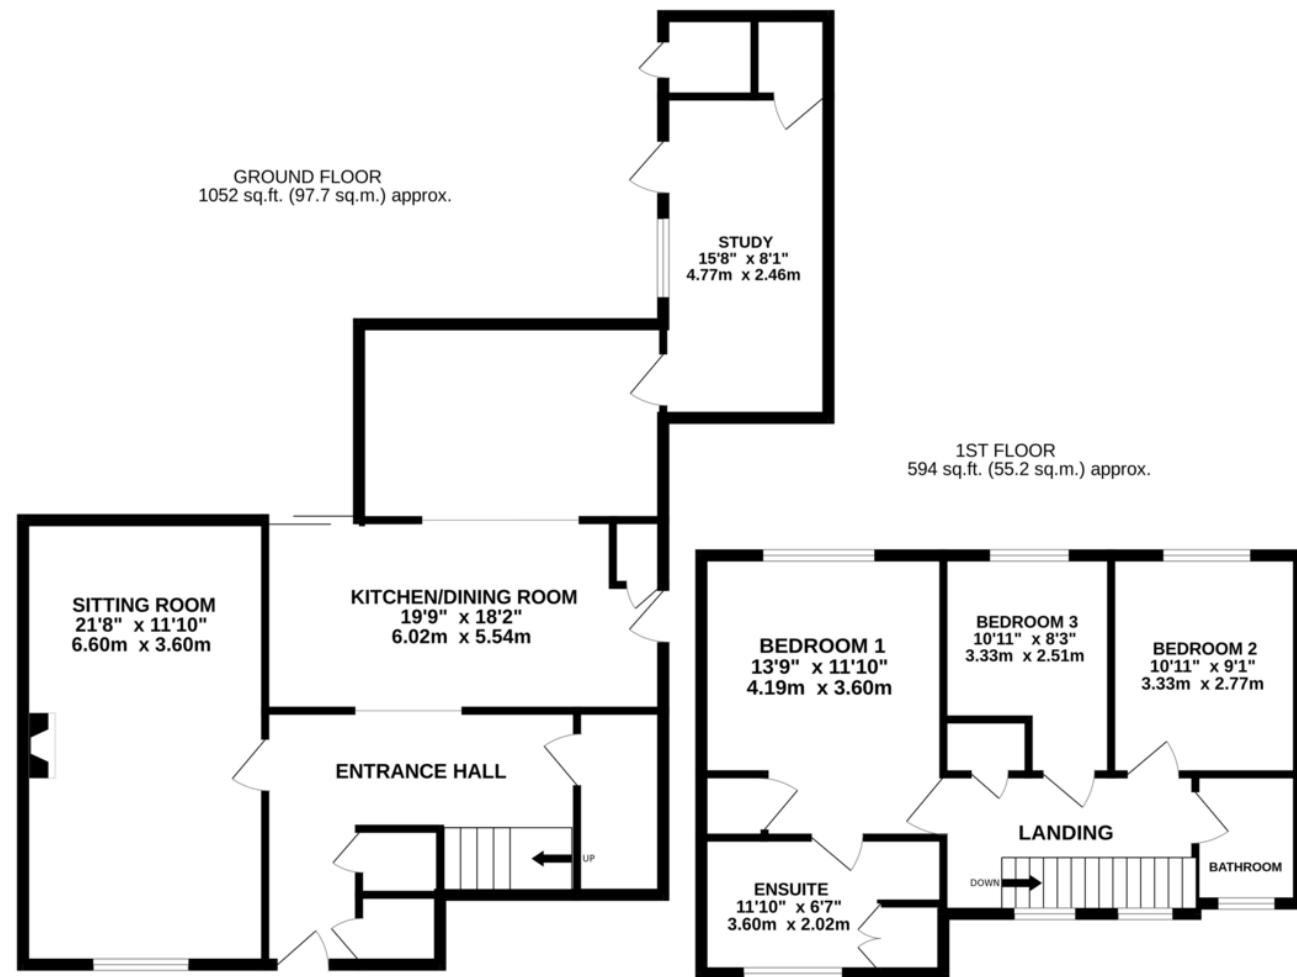 GROUND FLOOR
1052 sq.ft. (97.7 sq.m.) approx.
STUDY
15'8" x 8'1"
4.77m x 2.46m
SITTING ROOM
21'8" x 11'10"
6.60m x 3.60m
KITCHEN/DINING ROOM
19'9" x 18'2"
6.02m x 5.54m
ENTRANCE HALL
UP
1ST FLOOR
594 sq.ft. (55.2 sq.m.) approx.
BEDROOM 1
13'9" x 11'10"
4.19m x 3.60m
BEDROOM 3
10'11" x 8'3"
3.33m x 2.51m
BEDROOM 2
10'11" x 9'1"
3.33m x 2.77m
LANDING
DOWN
BATHROOM
ENSUITE
11'10" x 6'7"
3.60m x 2.02m